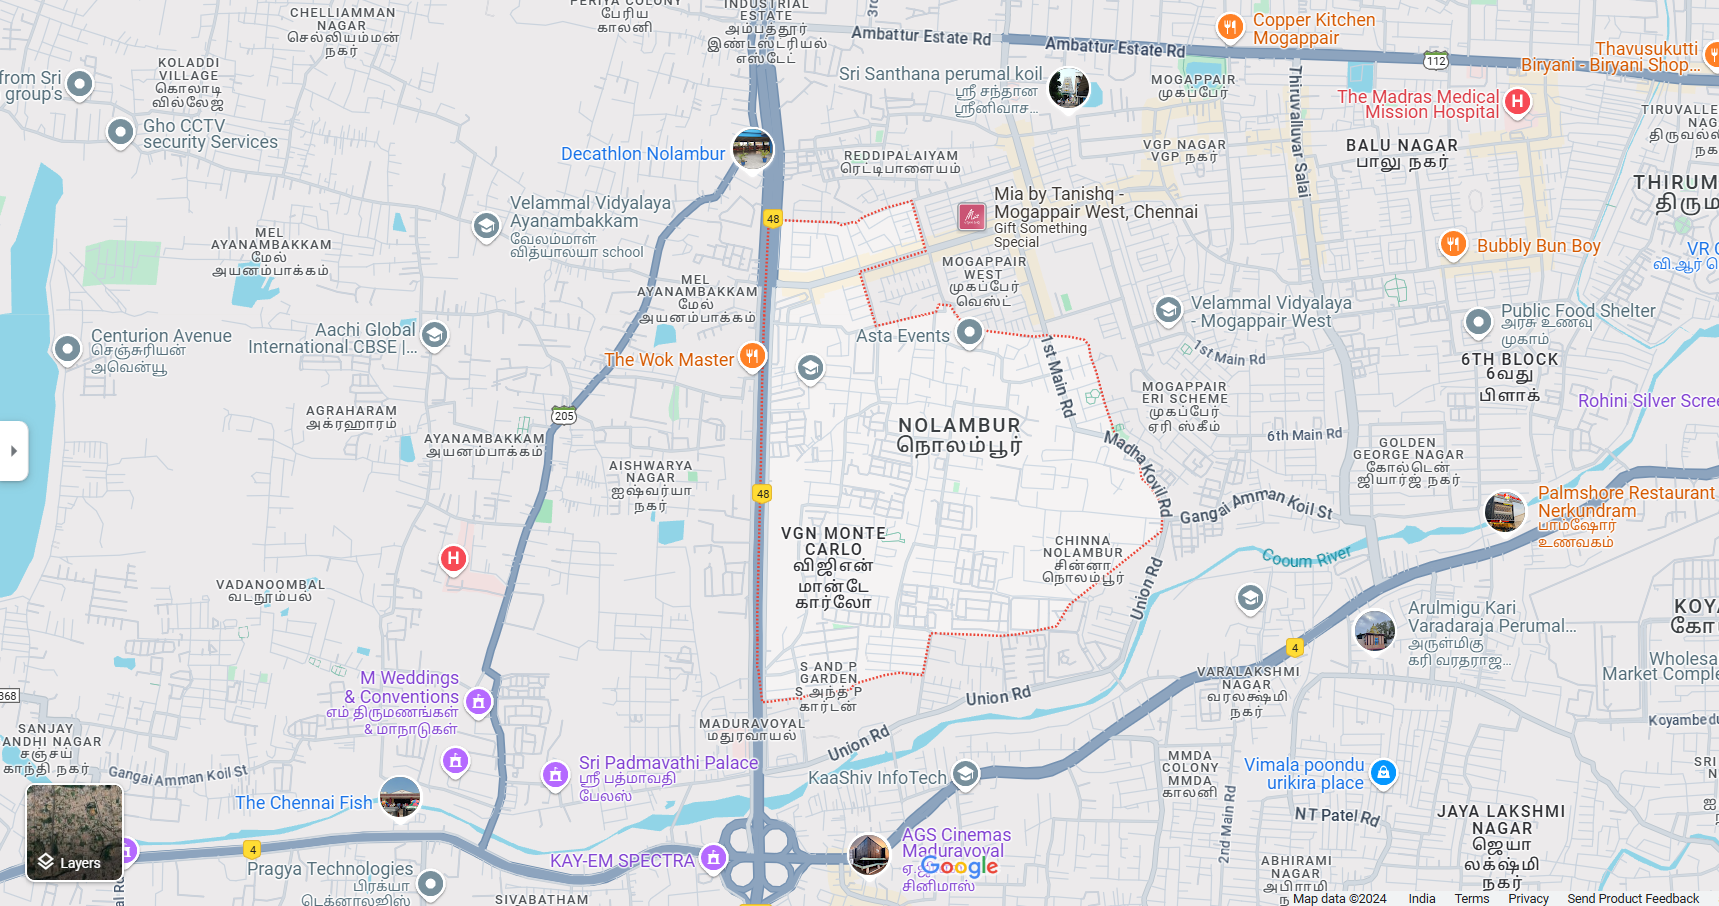 CHELLIAMMAN
NAGAR
செல்லியம்மன்
நகர்
PERIYA COLONY
பேரிய
காலனி
INDUSTRIAL
ESTATE
அம்பத்தூர்
இண்டஸ்ட்ரியல்
எஸ்டேட்
Ambattur Estate Rd
Ambattur Estate Rd
112
Copper Kitchen
Mogappair
Thavusukutti
Biryani - Biryani Shop...
KOLADDI
VILLAGE
கொலாடி
வில்லேஜ
from Sri
group's
Gho CCTV
security Services
Sri Santhana perumal koil
ஸ்ரீ சந்தான
ஸ்ரீனிவாச...
MOGAPPAIR
முகப்பேர்
Thiruvalluvar Salai
The Madras Medical
Mission Hospital
H
Decathlon Nolambur
REDDIPALAIYAM
ரெட்டிபாளையம்
VGP NAGAR
VGP நகர்
BALU NAGAR
பாலு நகர்
Velammal Vidyalaya
Ayanambakkam
வேலம்மாள்
வித்யாலயா school
48
Mia by Tanishq -
Mogappair West, Chennai
Gift Something
Special
MEL
AYANAMBAKKAM
மேல்
அயனம்பாக்கம்
MEL
AYANAMBAKKAM
மேல்
அயனம்பாக்கம்
MOGAPPAIR
WEST
முகப்பேர்
வெஸ்ட்
Bubbly Bun Boy
VR
வி.ஆர்
Centurion Avenue
செஞ்சுரியன்
அவென்யூ
Aachi Global
International CBSE |...
The Wok Master
Asta Events
Velammal Vidyalaya
- Mogappair West
Public Food Shelter
அரசு உணவு
முகாம்
1st Main Rd
1st Main Rd
6TH BLOCK
6வது
பிளாக்
AGRAHARAM
அக்ரஹாரம்
205
AYANAMBAKKAM
அயனம்பாக்கம்
NOLAMBUR
நொலம்பூர்
MOGAPPAIR
ERI SCHEME
முகப்பேர்
ஏரி ஸ்கீம்
Rohini Silver Scree
6th Main Rd
GOLDEN
GEORGE NAGAR
கோல்டென்
ஜியார்ஜ் நகர்
Madha Kovil Rd
AISHWARYA
NAGAR
ஐஷ்வர்யா
நகர்
48
Gangai Amman Koil St
Palmshore Restaurant
Nerkundram
பாம்ஷோர்
உணவகம்
VGN MONTE
CARLO
விஜிஎன்
மான்டே
கார்லோ
CHINNA
NOLAMBUR
சின்னா
நொலம்பூர்
Cooum River
H
VADANOOMBAL
வடநூம்பல்
Union Rd
Arulmigu Kari
Varadaraja Perumal...
அருள்மிகு
கரி வரதராஜ...
4
VARALAKSHMI
NAGAR
வரலக்ஷ்மி
நகர்
Wholesa
Market Comple
S AND P
GARDEN
S அந்த் P
கார்டன்
M Weddings
& Conventions
எம் திருமணங்கள்
& மாநாடுகள்
368
Union Rd
MADURAVOYAL
மதுரவாயல்
Union Rd
SANJAY
ANDHI NAGAR
சஞ்சய்
காந்தி நகர்
Gangai Amman Koil St
Sri Padmavathi Palace
ஸ்ரீ பத்மாவதி
பேலஸ்
KaaShiv InfoTech
MMDA
COLONY
MMDA
காலனி
Vimala poondu
urikira place
2nd Main Rd
NT Patel Rd
JAYA LAKSHMI
NAGAR
ஜெயா
லக்ஷ்மி
நகர்
The Chennai Fish
4
Layers
Pragya Technologies
பிரக்யா
டெக்னாலஜிஸ்
KAY-EM SPECTRA
AGS Cinemas
Maduravoyal
சினிமாஸ்
Google
ABHIRAMI
NAGAR
அபிராமி
SIVABATHAM
Map data ©2024
India
Terms
Privacy
Send Product Feedback